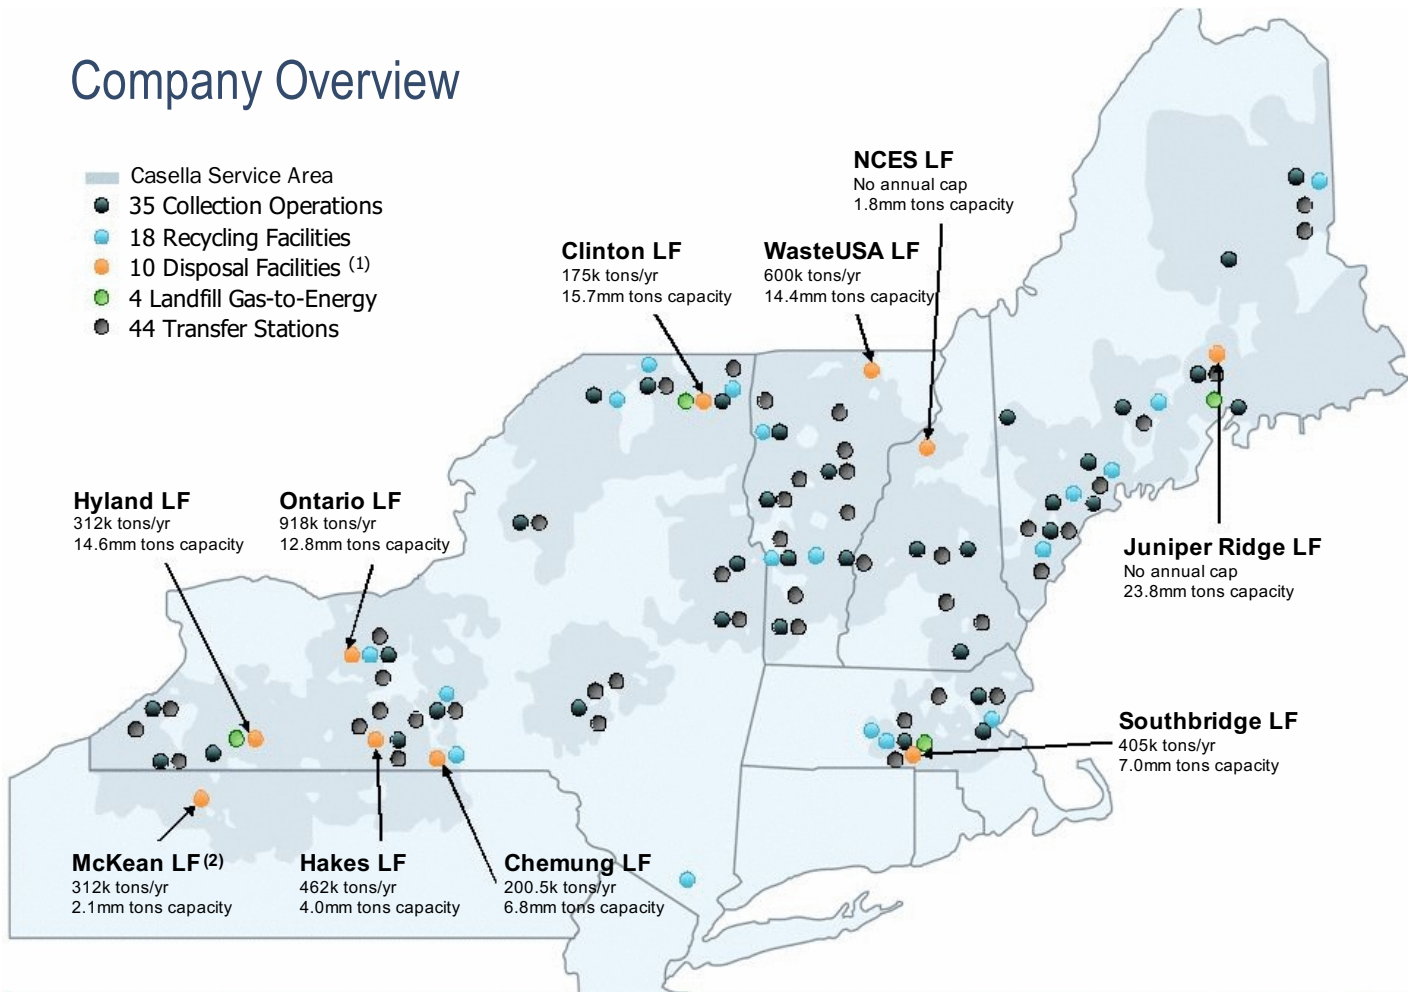 Company Overview
Casella Service Area
35 Collection Operations
18 Recycling Facilities
10 Disposal Facilities (1)
4 Landfill Gas-to-Energy
44 Transfer Stations
NCES LF
No annual cap
1.8mm tons capacity
Clinton LF
175k tons/yr
15.7mm tons capacity
WasteUSA LF
600k tons/yr
14.4mm tons capacity
Hyland LF
312k tons/yr
14.6mm tons capacity
Ontario LF
918k tons/yr
12.8mm tons capacity
Juniper Ridge LF
No annual cap
23.8mm tons capacity
Southbridge LF
405k tons/yr
7.0mm tons capacity
McKean LF (2)
312k tons/yr
2.1mm tons capacity
Hakes LF
462k tons/yr
4.0mm tons capacity
Chemung LF
200.5k tons/yr
6.8mm tons capacity